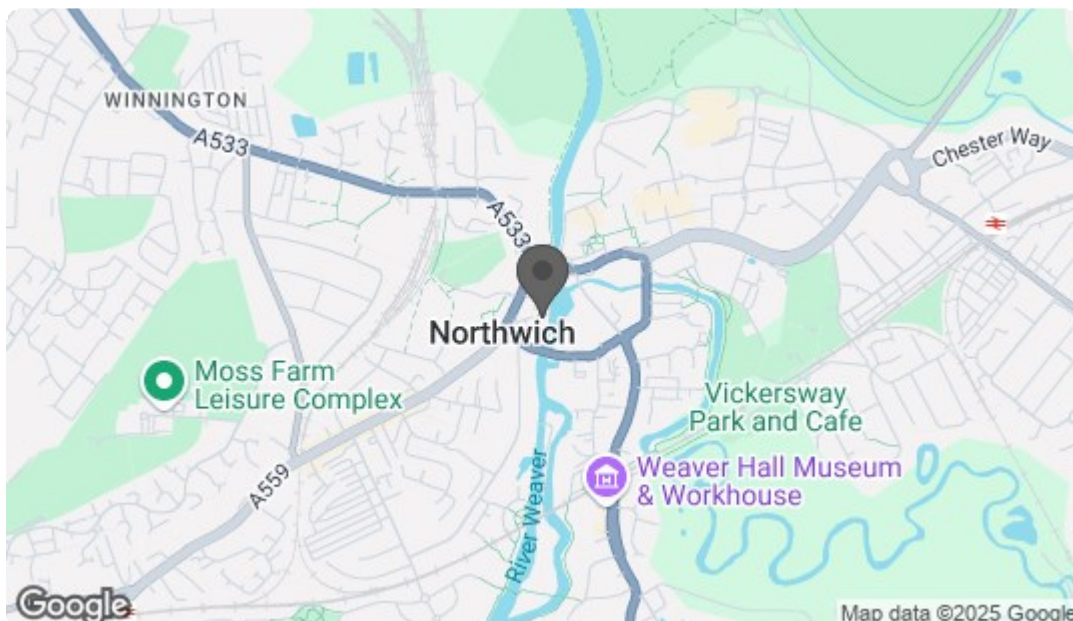 WINNINGTON
A533
Chester Way
A533
Northwich
Moss Farm
Leisure Complex
Vickersway
Park and Cafe
A559
River Weaver
Weaver Hall Museum
& Workhouse
Google
Map data ©2025 Google